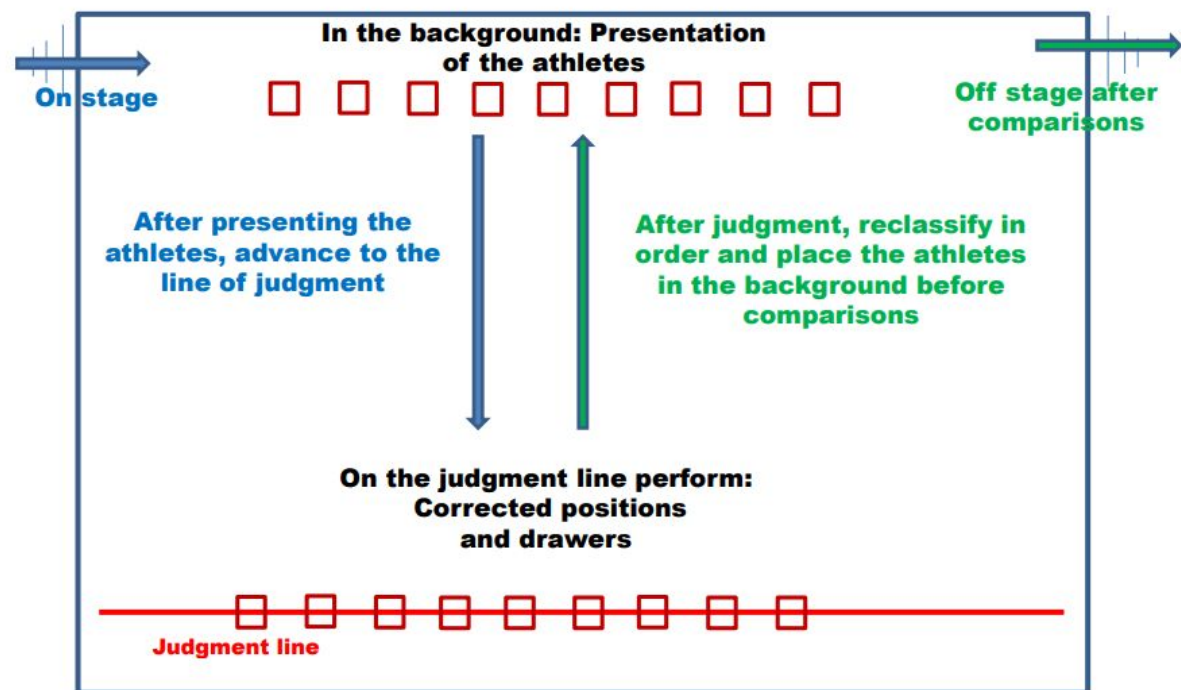 In the background: Presentation
of the athletes
On stage
Off stage after
comparisons
After presenting the
athletes, advance to the
line of judgment
After judgment, reclassify in
order and place the athletes
in the background before
comparisons
On the judgment line perform:
Corrected positions
and drawers
Judgment line